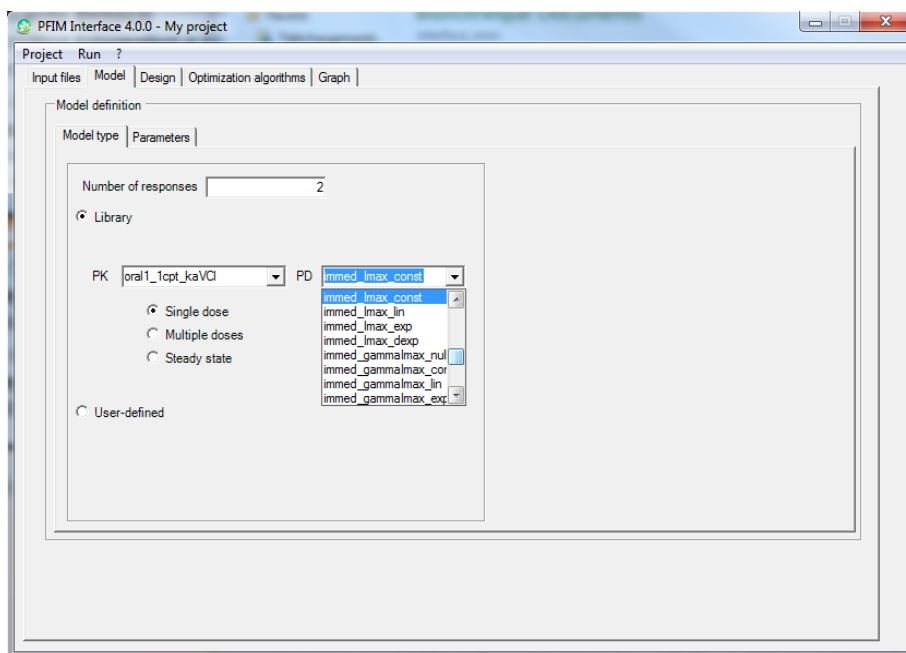 PFIM Interface 4.0.0 - My project
Project Run ?
Input files Model Design Optimization algorithms Graph
Model definition
Model type Parameters
Number of responses 2
Library
PK oral1_1cpt_kaVCl PD immed_Imax_const
immed_Imax_const
Single dose immed_Imax_lin
immed_Imax_exp
Multiple doses immed_Imax_dexp
immed_gammaImax_nul
Steady state immed_gammaImax_con
immed_gammaImax_lin
immed_gammaImax_exp
User-defined